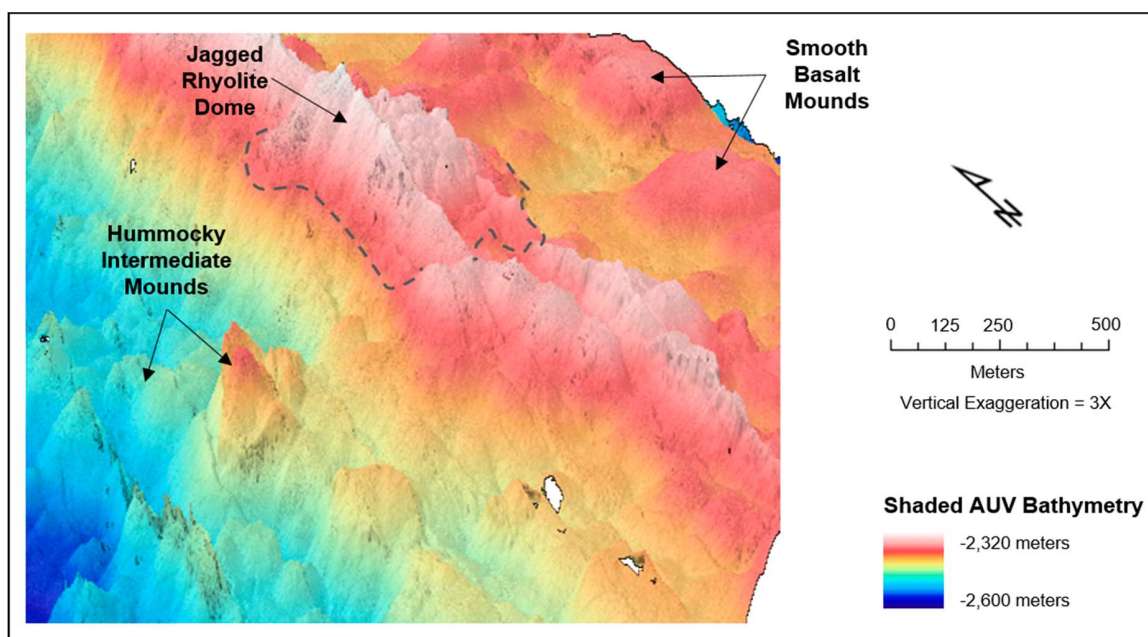 Jagged
Rhyolite
Dome
Smooth
Basalt
Mounds
Hummocky
Intermediate
Mounds
N
0 125 250 500
Meters
Vertical Exaggeration = 3X
Shaded AUV Bathymetry
-2,320 meters
-2,600 meters